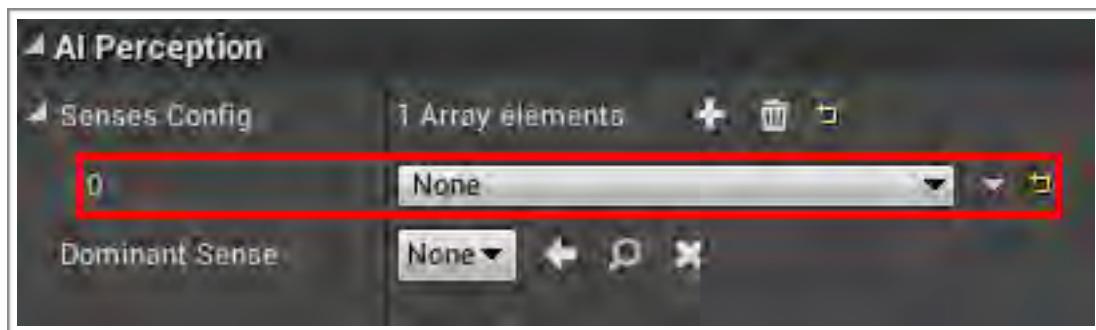 AI Perception
Senses Config 1 Array elements
0 None
Dominant Sense None